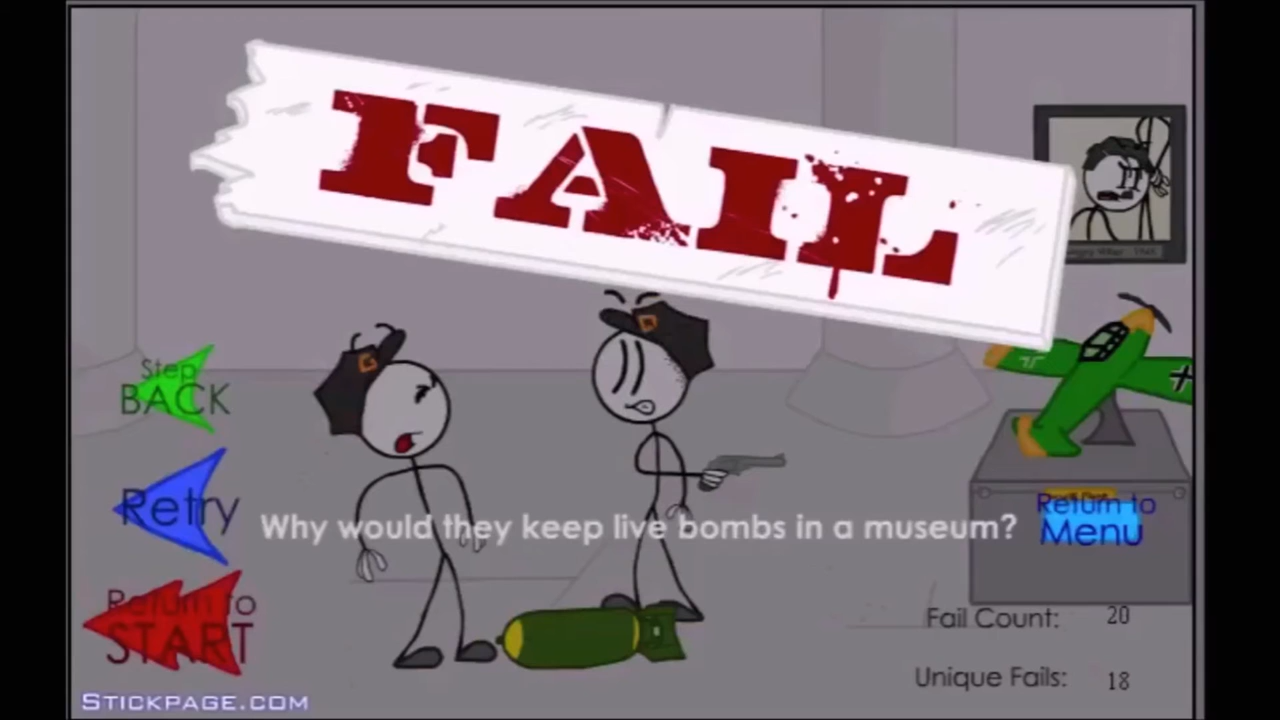 FAIL
Step
BACK
Retry
Why would they keep live bombs in a museum?
Return to
Menu
Return to
START
Fail Count: 20
Unique Fails: 18
STICKPAGE.COM